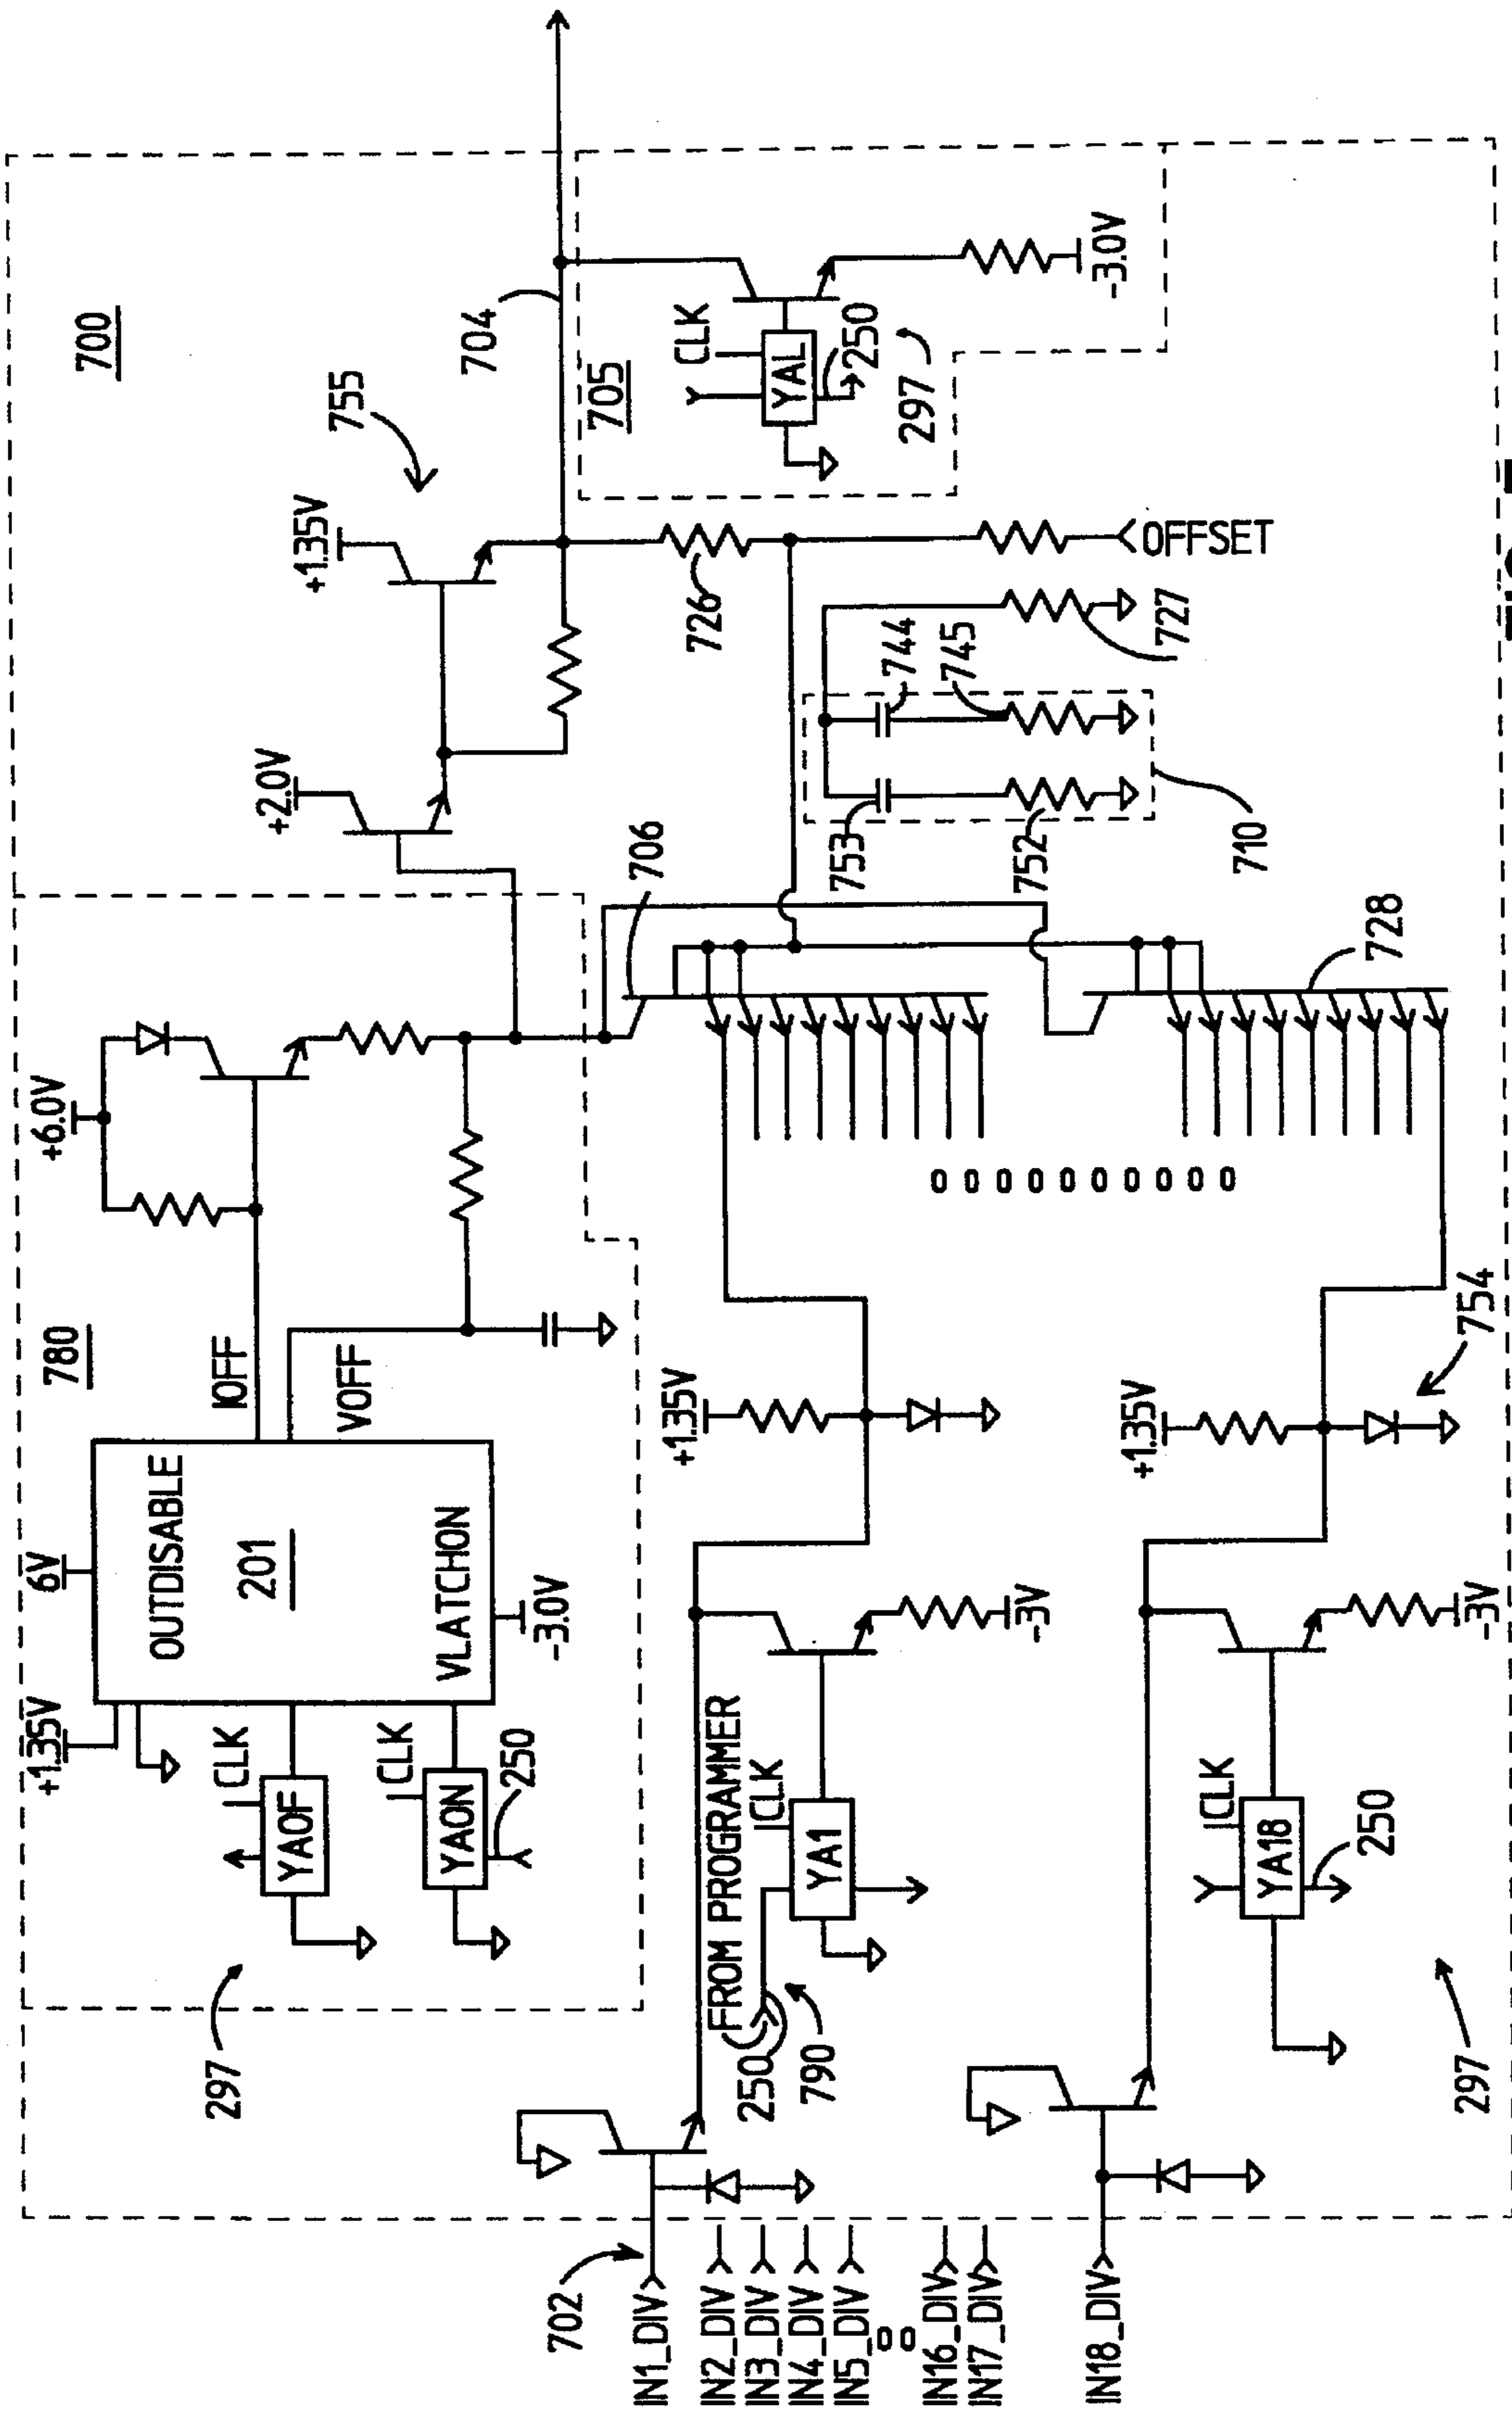 700
780
+6.0V
6V
+1.35V
OUTDISABLE
201
VLATCHON
-3.0V
IOFF
VOFF
CLK
YAOF
CLK
YAON
250
297
+2.0V
+1.35V
755
704
705
CLK
YAL
250
297
-3.0V
726
OFFSET
727
744
745
753
752
710
706
728
702
IN1_DIV
IN2_DIV
IN3_DIV
IN4_DIV
IN5_DIV
IN16_DIV
IN17_DIV
IN18_DIV
FROM PROGRAMMER
250
790
CLK
YA1
-3V
+1.35V
CLK
YA18
250
-3V
+1.35V
754
297